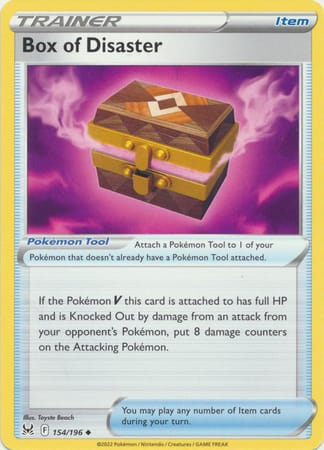 TRAINER
Item
Box of Disaster
Pokémon Tool
Attach a Pokémon Tool to 1 of your
Pokémon that doesn't already have a Pokémon Tool attached.
If the Pokémon V this card is attached to has full HP
and is Knocked Out by damage from an attack from
your opponent's Pokémon, put 8 damage counters
on the Attacking Pokémon.
Illus. Toyste Beach
F 154/196
You may play any number of Item cards
during your turn.
©2022 Pokémon / Nintendo / Creatures / GAME FREAK